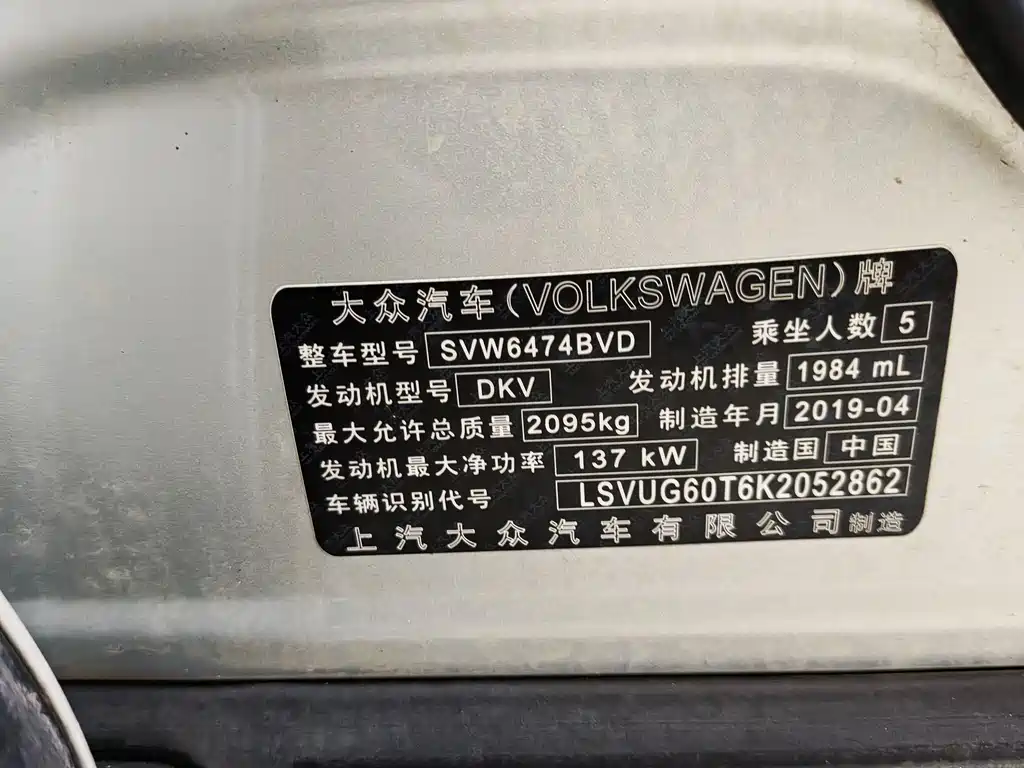 大众汽车(VOLKSWAGEN)牌
整车型号 SVW6474BVD 乘坐人数 5
发动机型号 DKV 发动机排量 1984 mL
最大允许总质量 2095kg 制造年月 2019-04
发动机最大净功率 137 kW 制造国 中国
车辆识别代号 LSVUG60T6K2052862
上汽大众汽车有限公司制造